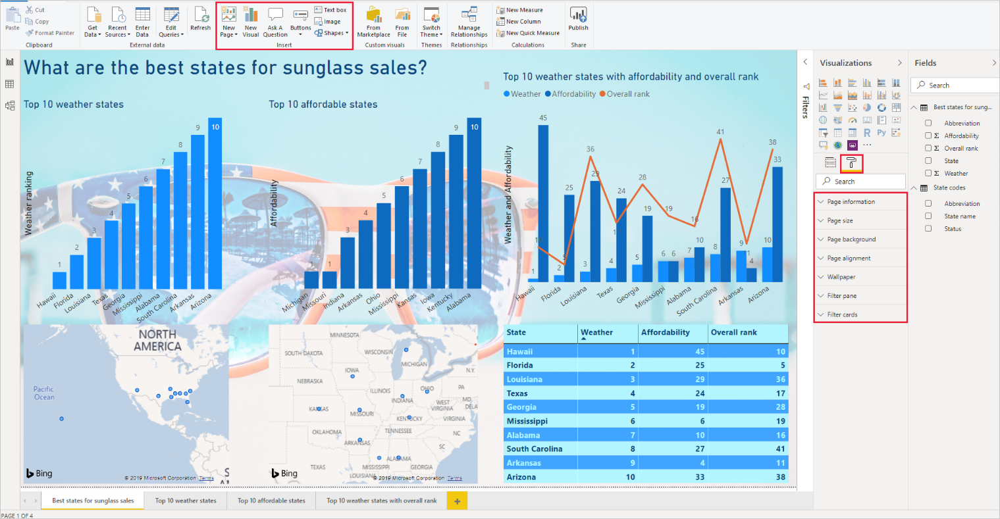 Paste
Cut
Copy
Format Painter
Clipboard
Get Data
Recent Sources
Enter Data
Edit Queries
Refresh
External data
New Page
New Visual
Ask A Question
Buttons
Text box
Image
Shapes
Insert
From Marketplace
From File
Custom visuals
Switch Theme
Themes
Manage Relationships
Relationships
New Measure
New Column
New Quick Measure
Calculations
Publish
Share
What are the best states for sunglass sales?
Top 10 weather states
Weather ranking
1 2 3 4 5 6 7 8 9 10
Hawaii Florida Louisiana Texas Georgia Mississippi Alabama South Carolina Arkansas Arizona
Top 10 affordable states
Affordability
1 1 3 4 5 6 7 8 9 10
Michigan Missouri Indiana Arkansas Ohio Mississippi Kansas Iowa Kentucky Alabama
Top 10 weather states with affordability and overall rank
Weather Affordability Overall rank
Weather and Affordability
45 36 29 25 24 28 19 19 16 41 27 38 33
10 5 11
1 2 3 4 5 6 6 7 10 8 9 4 10
Hawaii Florida Louisiana Texas Georgia Mississippi Alabama South Carolina Arkansas Arizona
NORTH
AMERICA
Pacific
Ocean
Bing
© 2019 Microsoft Corporation Terms
MINNESOTA
SOUTH DAKOTA
WISCONSIN
MICHIGAN
IOWA
N.Y.
NEBRASKA
ILLINOIS
INDIANA
OHIO
PA
MD.
DELA
KANSAS
MISSOURI
WEST
VIRGINIA
KENTUCKY
VIRGINIA
OKLAHOMA
TENNESSEE
NC
ARKANSAS
SC
TEXAS
MISSISSIPPI
ALABAMA
GEORGIA
LOUISIANA
Bing
© 2019 Microsoft Corporation Terms
State Weather Affordability Overall rank
Hawaii 1 45 10
Florida 2 25 5
Louisiana 3 29 36
Texas 4 24 17
Georgia 5 19 28
Mississippi 6 6 19
Alabama 7 10 16
South Carolina 8 27 41
Arkansas 9 4 11
Arizona 10 33 38
Filters
Visualizations
R Py
Search
Page information
Page size
Page background
Page alignment
Wallpaper
Filter pane
Filter cards
Fields
Search
Best states for sung...
Abbreviation
Σ Affordability
Σ Overall rank
State
Σ Weather
State codes
Abbreviation
State name
Status
Best states for sunglass sales
Top 10 weather states
Top 10 affordable states
Top 10 weather states with overall rank
+
PAGE 1 OF 4